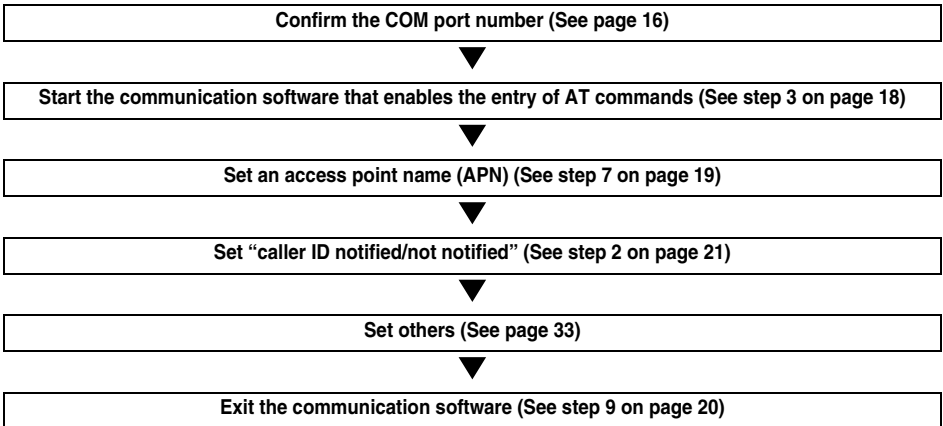 Confirm the COM port number (See page 16)
Start the communication software that enables the entry of AT commands (See step 3 on page 18)
Set an access point name (APN) (See step 7 on page 19)
Set “caller ID notified/not notified” (See step 2 on page 21)
Set others (See page 33)
Exit the communication software (See step 9 on page 20)